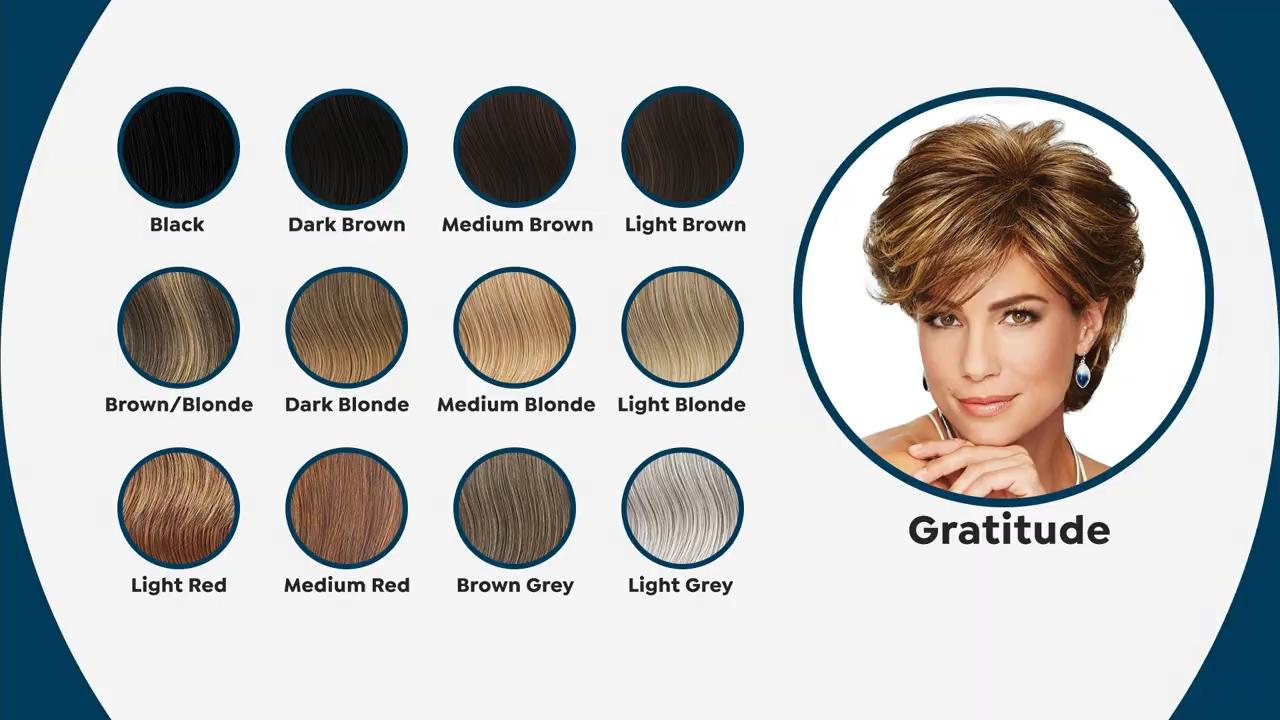 Black
Dark Brown
Medium Brown
Light Brown
Brown/Blonde
Dark Blonde
Medium Blonde
Light Blonde
Light Red
Medium Red
Brown Grey
Light Grey
Gratitude